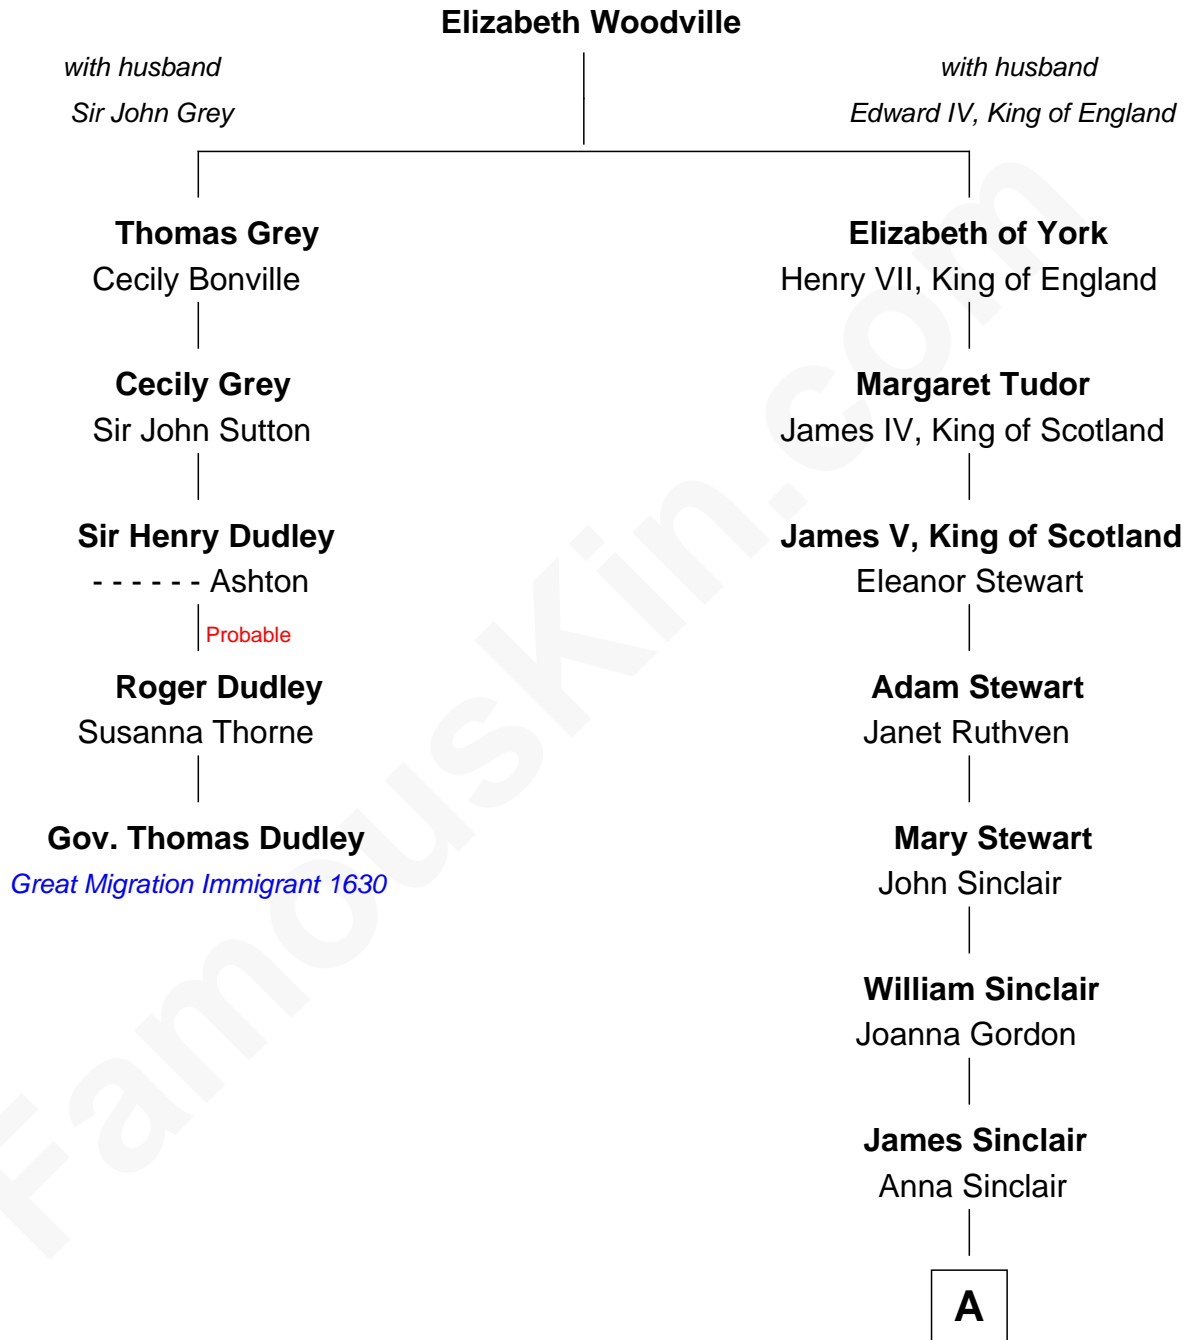 Elizabeth Woodville
with husband
Sir John Grey
with husband
Edward IV, King of England
Thomas Grey
Cecily Bonville
Cecily Grey
Sir John Sutton
Sir Henry Dudley
- - - - - - Ashton
Probable
Roger Dudley
Susanna Thorne
Gov. Thomas Dudley
Great Migration Immigrant 1630
Elizabeth of York
Henry VII, King of England
Margaret Tudor
James IV, King of Scotland
James V, King of Scotland
Eleanor Stewart
Adam Stewart
Janet Ruthven
Mary Stewart
John Sinclair
William Sinclair
Joanna Gordon
James Sinclair
Anna Sinclair
A
FamousKin.com